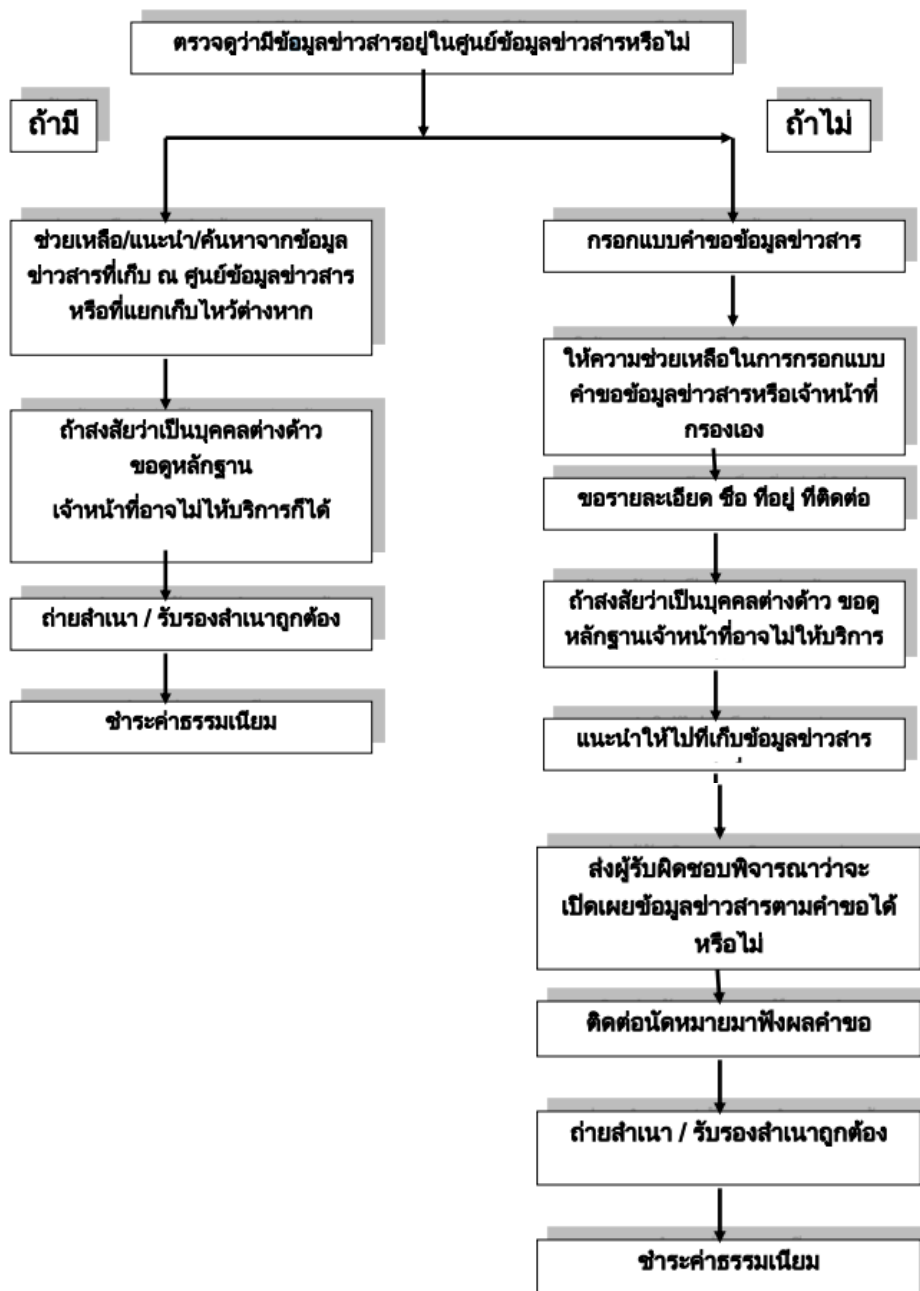 ตรวจดูว่ามีข้อมูลข่าวสารอยู่ในศูนย์ข้อมูลข่าวสารหรือไม่
ถ้ามี
ถ้าไม่
ช่วยเหลือ/แนะนำ/ค้นหาจากข้อมูล
ข่าวสารที่เก็บ ณ ศูนย์ข้อมูลข่าวสาร
หรือที่แยกเก็บไหว้ต่างหาก
ถ้าสงสัยว่าเป็นบุคคลต่างด้าว
ขอดูหลักฐาน
เจ้าหน้าที่อาจไม่ไห้บริการก็ได้
ถ่ายสำเนา / รับรองสำเนาถูกต้อง
ชำระค่าธรรมเนียม
กรอกแบบคำขอข้อมูลข่าวสาร
ให้ความช่วยเหลือในการกรอกแบบ
คำขอข้อมูลข่าวสารหรือเจ้าหน้าที่
กรองเอง
ขอรายละเอียด ชื่อ ที่อยู่ ที่ติดต่อ
ถ้าสงสัยว่าเป็นบุคคลต่างด้าว ขอดู
หลักฐานเจ้าหน้าที่อาจไม่ให้บริการ
แนะนำให้ไปที่เก็บข้อมูลข่าวสาร
ส่งผู้รับผิดชอบพิจารณาว่าจะ
เปิดเผยข้อมูลข่าวสารตามคำขอได้
หรือไม่
ติดต่อนัดหมายมาฟังผลคำขอ
ถ่ายสำเนา / รับรองสำเนาถูกต้อง
ชำระค่าธรรมเนียม